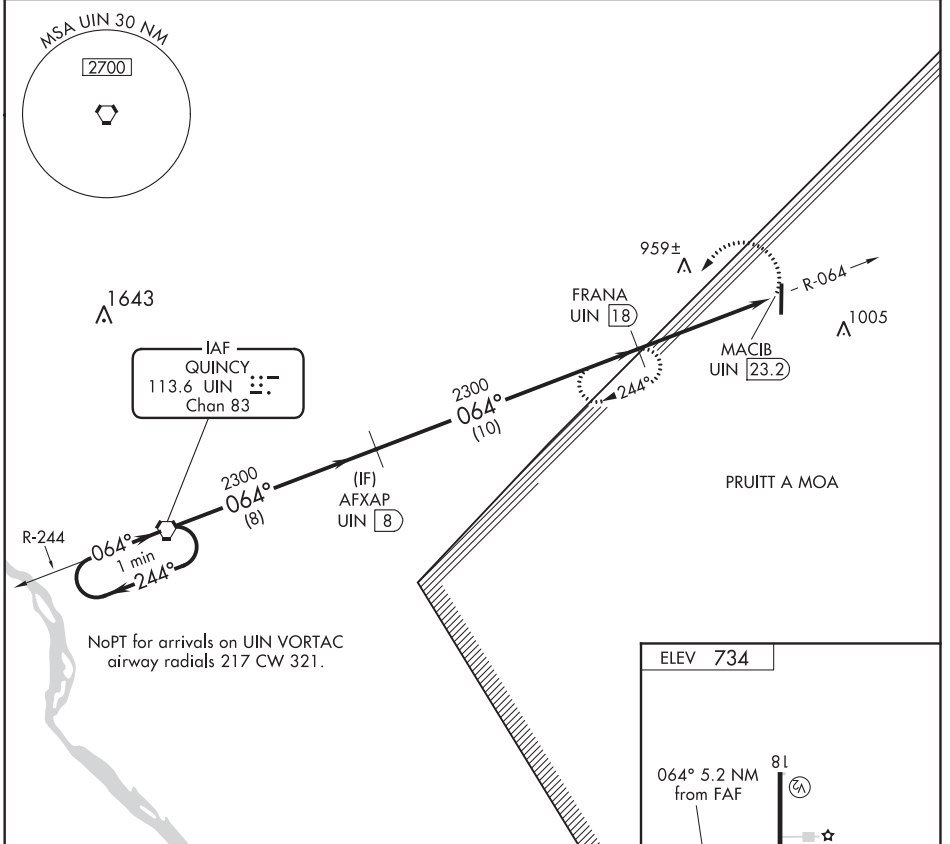 MSA UIN 30 NM
2700
959±
R-064
FRANA
UIN 18
1643
1005
MACIB
UIN 23.2
IAF
QUINCY
113.6 UIN
Chan 83
244°
2300
064°
(10)
PRUITT A MOA
2300
064°
(8)
(IF)
AFXAP
UIN 8
R-244
064°
1 min
244°
NoPT for arrivals on UIN VORTAC
airway radials 217 CW 321.
ELEV 734
064° 5.2 NM
from FAF
18
V2